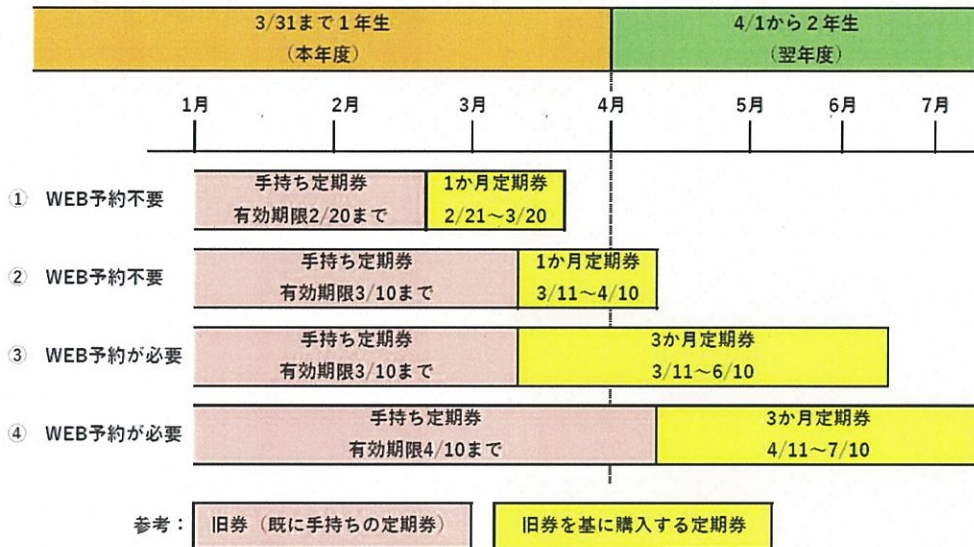 3/31まで1年生
(本年度)
4/1から2年生
(翌年度)
1月 2月 3月 4月 5月 6月 7月
① WEB予約不要
手持ち定期券
有効期限2/20まで
1か月定期券
2/21～3/20
② WEB予約不要
手持ち定期券
有効期限3/10まで
1か月定期券
3/11～4/10
③ WEB予約が必要
手持ち定期券
有効期限3/10まで
3か月定期券
3/11～6/10
④ WEB予約が必要
手持ち定期券
有効期限4/10まで
3か月定期券
4/11～7/10
参考：
旧券（既に手持ちの定期券）
旧券を基に購入する定期券